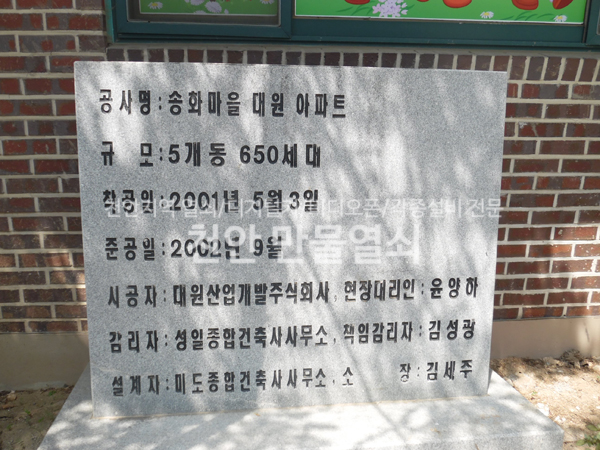 공사명:송화마을 대원 아파트
규 모:5개동 650세대
착공일:2001년 5월 3일
준공일:2002년 9월
시공자:대원산업개발주식회사, 현장대리인:윤양하
감리자:성일종합건축사사무소, 책임감리자:김성광
설계자:미도종합건축사사무소, 소 장:김세주
천안 만물열쇠